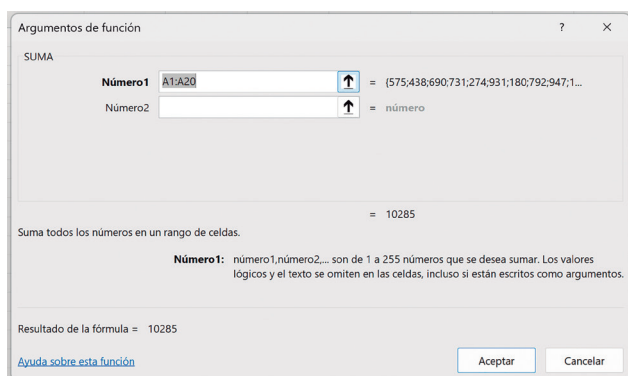 Argumentos de función ? ×
SUMA
Número1 A1:A20 = {575;438;690;731;274;931;180;792;947;1...
Número2 = número
= 10285
Suma todos los números en un rango de celdas.
Número1: número1,número2,... son de 1 a 255 números que se desea sumar. Los valores
lógicos y el texto se omiten en las celdas, incluso si están escritos como argumentos.
Resultado de la fórmula = 10285
Ayuda sobre esta función Aceptar Cancelar